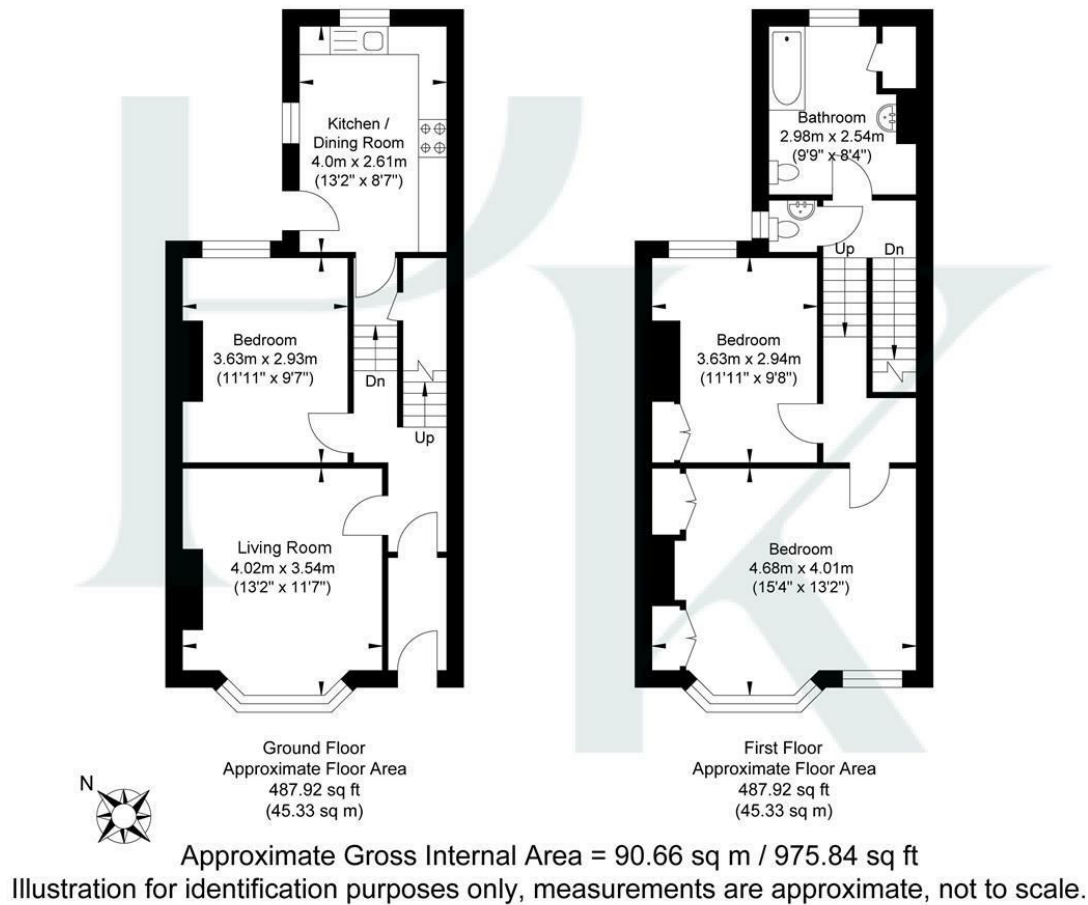 Kitchen /
Dining Room
4.0m x 2.61m
(13'2" x 8'7")
Bedroom
3.63m x 2.93m
(11'11" x 9'7")
Dn
Up
Living Room
4.02m x 3.54m
(13'2" x 11'7")
Ground Floor
Approximate Floor Area
487.92 sq ft
(45.33 sq m)
Bathroom
2.98m x 2.54m
(9'9" x 8'4")
Up
Dn
Bedroom
3.63m x 2.94m
(11'11" x 9'8")
Bedroom
4.68m x 4.01m
(15'4" x 13'2")
First Floor
Approximate Floor Area
487.92 sq ft
(45.33 sq m)
N
Approximate Gross Internal Area = 90.66 sq m / 975.84 sq ft
Illustration for identification purposes only, measurements are approximate, not to scale.